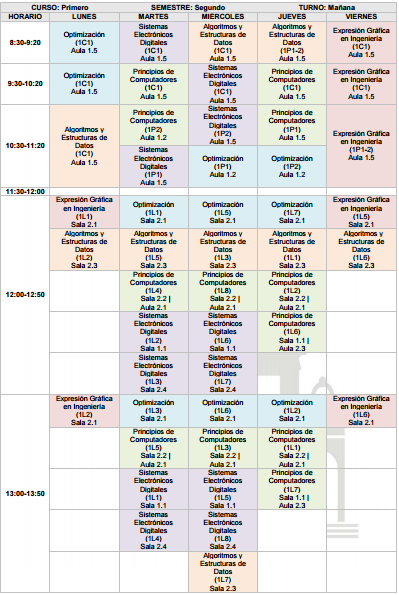 CURSO: Primero SEMESTRE: Segundo TURNO: Mañana
HORARIO LUNES MARTES MIÉRCOLES JUEVES VIERNES
8:30-9:20
Optimización
(1C1)
Aula 1.5
Sistemas
Electrónicos
Digitales
(1C1)
Aula 1.5
Algoritmos y
Estructuras de
Datos
(1C1)
Aula 1.5
Algoritmos y
Estructuras de
Datos
(1P1-2)
Aula 1.5
Expresión Gráfica
en Ingeniería
(1C1)
Aula 1.5
9:30-10:20
Optimización
(1C1)
Aula 1.5
Principios de
Computadores
(1C1)
Aula 1.5
Sistemas
Electrónicos
Digitales
(1C1)
Aula 1.5
Principios de
Computadores
(1C1)
Aula 1.5
Expresión Gráfica
en Ingeniería
(1C1)
Aula 1.5
10:30-11:20
Algoritmos y
Estructuras de
Datos
(1C1)
Aula 1.5
Principios de
Computadores
(1P2)
Aula 1.2
Sistemas
Electrónicos
Digitales
(1P2)
Aula 1.5
Principios de
Computadores
(1P1)
Aula 1.5
Expresión Gráfica
en Ingeniería
(1P1-2)
Aula 1.5
Sistemas
Electrónicos
Digitales
(1P1)
Aula 1.5
Optimización
(1P1)
Aula 1.2
Optimización
(1P2)
Aula 1.2
11:30-12:00
12:00-12:50
Expresión Gráfica
en Ingeniería
(1L1)
Sala 2.1
Optimización
(1L1)
Sala 2.1
Optimización
(1L5)
Sala 2.1
Optimización
(1L7)
Sala 2.1
Expresión Gráfica
en Ingeniería
(1L5)
Sala 2.1
Algoritmos y
Estructuras de
Datos
(1L2)
Sala 2.3
Algoritmos y
Estructuras de
Datos
(1L5)
Sala 2.3
Algoritmos y
Estructuras de
Datos
(1L3)
Sala 2.3
Algoritmos y
Estructuras de
Datos
(1L1)
Sala 2.3
Algoritmos y
Estructuras de
Datos
(1L6)
Sala 2.3
Principios de
Computadores
(1L4)
Sala 2.2 |
Aula 2.1
Principios de
Computadores
(1L8)
Sala 2.2 |
Aula 2.1
Principios de
Computadores
(1L2)
Sala 2.2 |
Aula 2.1
Sistemas
Electrónicos
Digitales
(1L2)
Sala 1.1
Sistemas
Electrónicos
Digitales
(1L6)
Sala 1.1
Principios de
Computadores
(1L6)
Sala 1.1 |
Aula 2.3
Sistemas
Electrónicos
Digitales
(1L3)
Sala 2.4
Sistemas
Electrónicos
Digitales
(1L7)
Sala 2.4
13:00-13:50
Expresión Gráfica
en Ingeniería
(1L2)
Sala 2.1
Optimización
(1L3)
Sala 2.1
Optimización
(1L6)
Sala 2.1
Optimización
(1L2)
Sala 2.1
Expresión Gráfica
en Ingeniería
(1L6)
Sala 2.1
Principios de
Computadores
(1L5)
Sala 2.2 |
Aula 2.1
Principios de
Computadores
(1L3)
Sala 2.2 |
Aula 2.1
Principios de
Computadores
(1L1)
Sala 2.2 |
Aula 2.1
Sistemas
Electrónicos
Digitales
(1L1)
Sala 1.1
Sistemas
Electrónicos
Digitales
(1L5)
Sala 1.1
Principios de
Computadores
(1L7)
Sala 1.1 |
Aula 2.3
Sistemas
Electrónicos
Digitales
(1L4)
Sala 2.4
Sistemas
Electrónicos
Digitales
(1L8)
Sala 2.4
Algoritmos y
Estructuras de
Datos
(1L7)
Sala 2.3